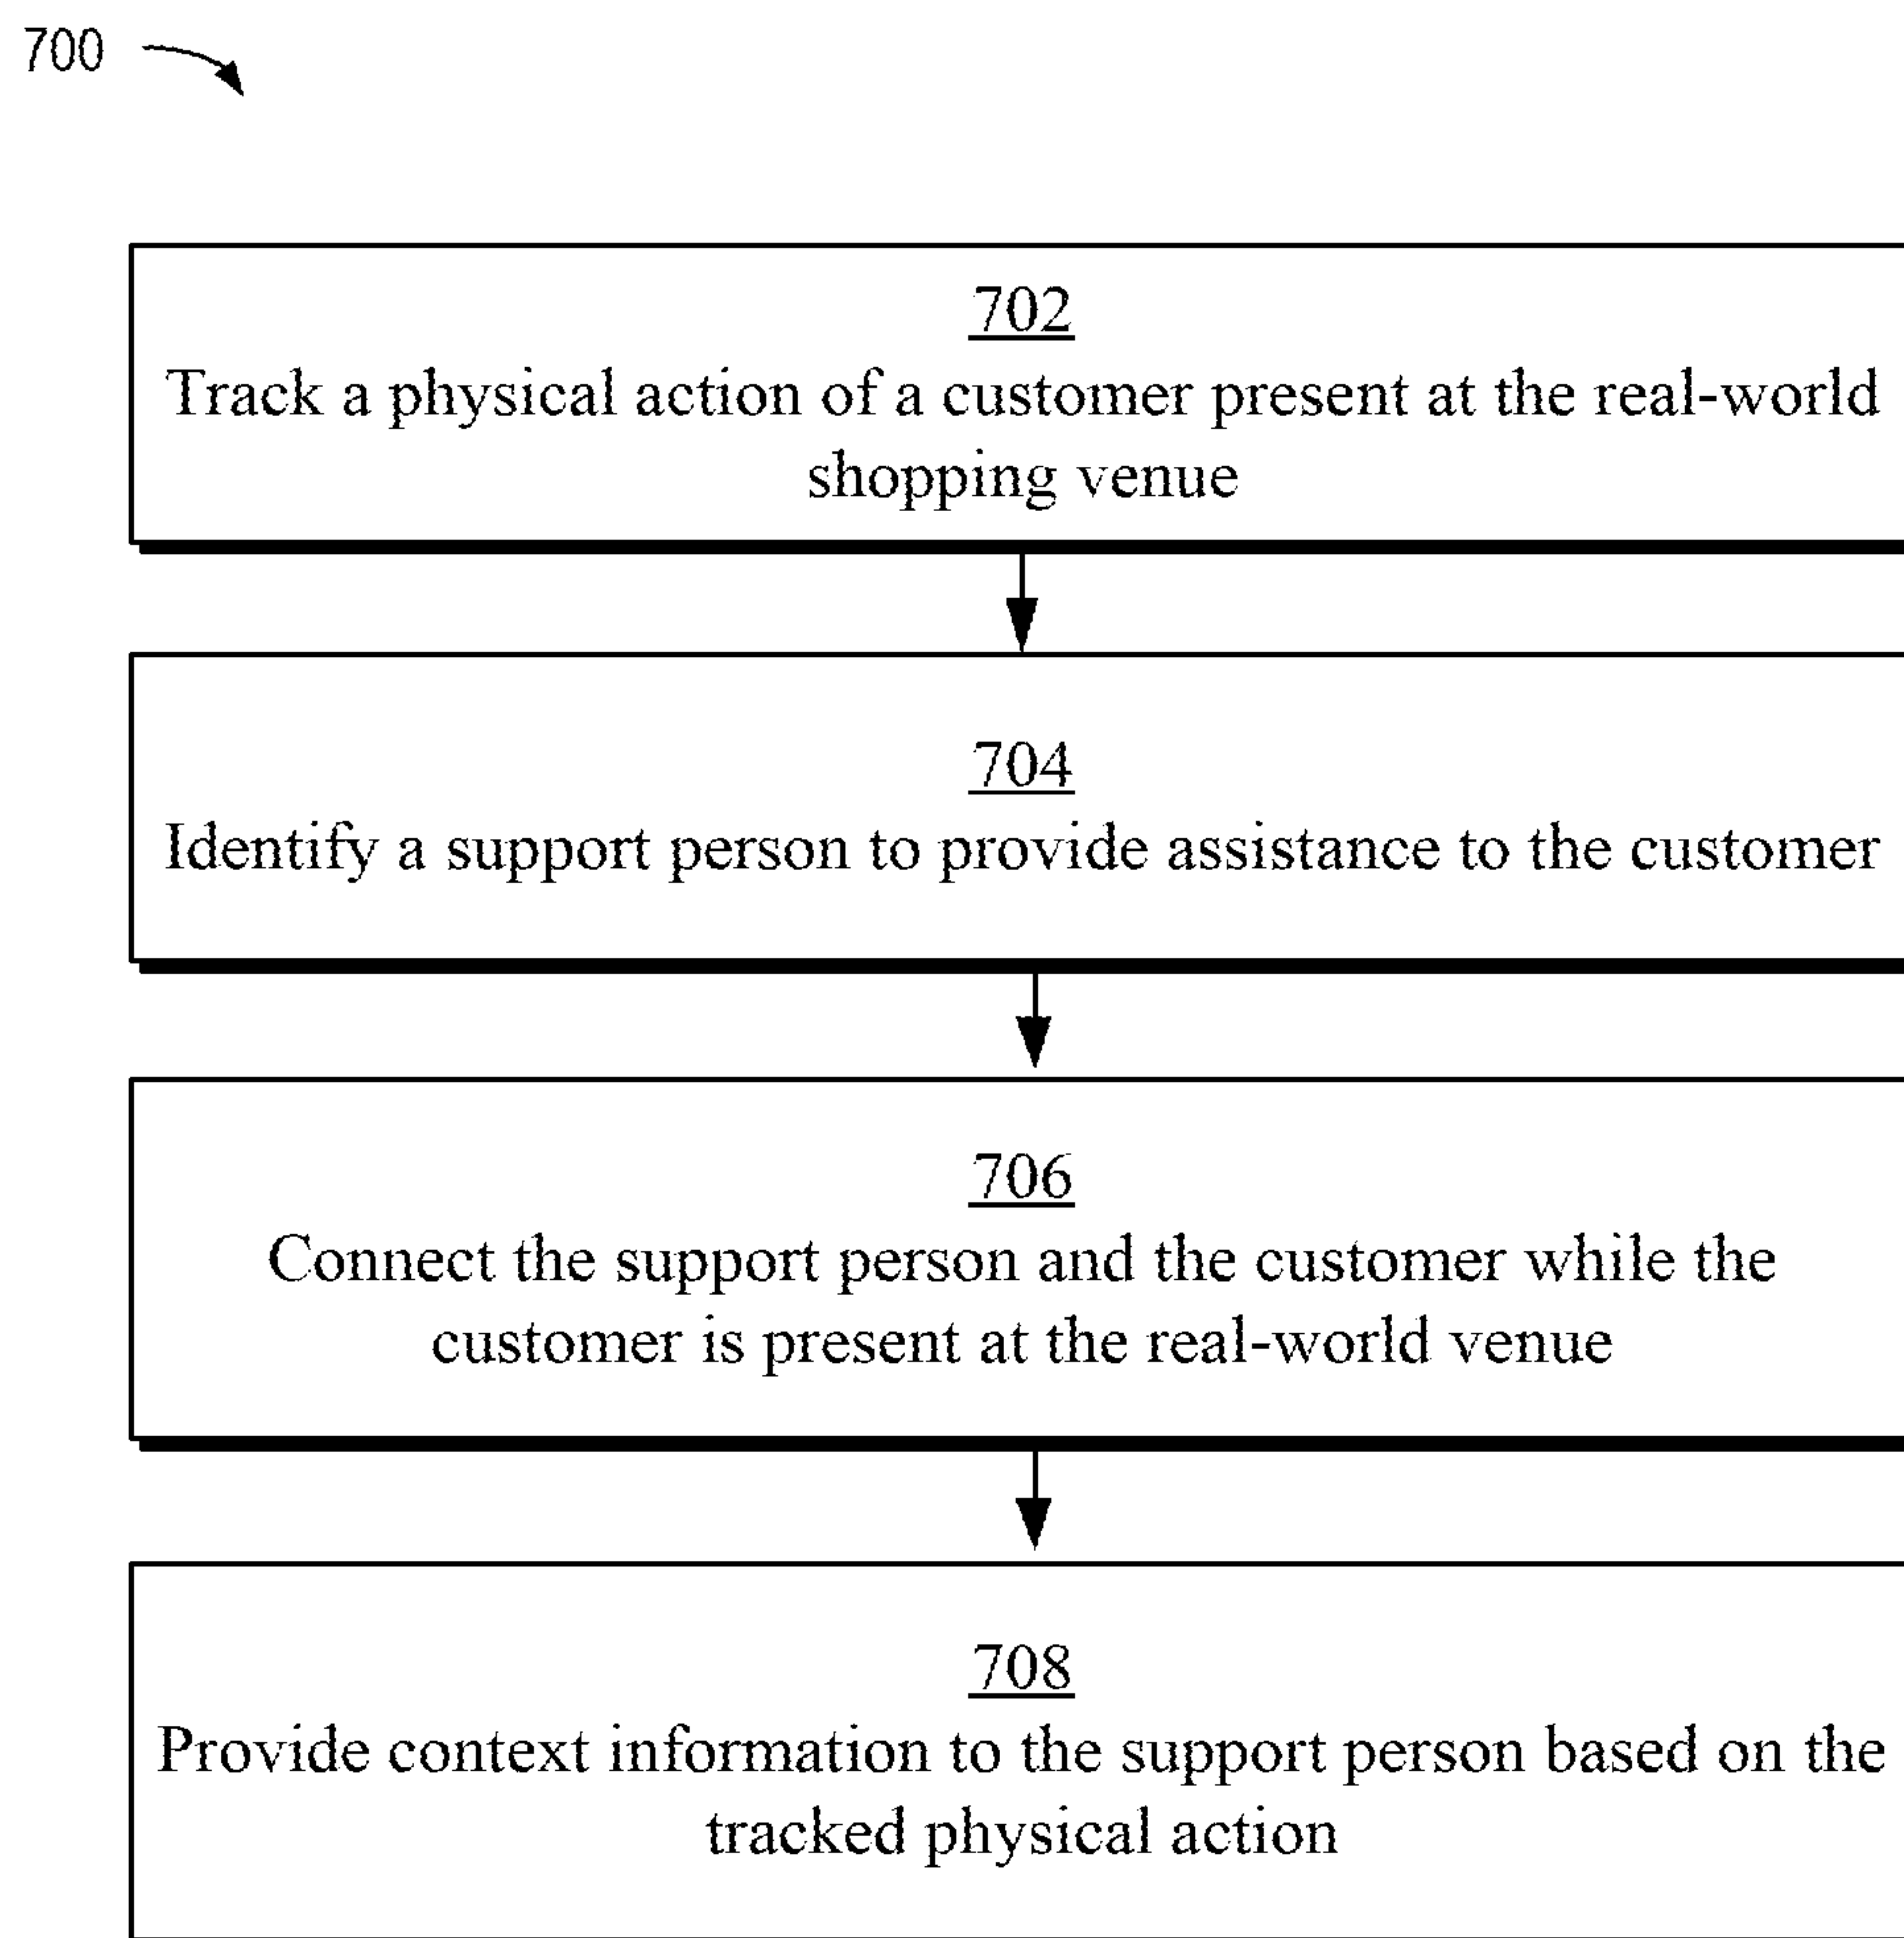 700
702
Track a physical action of a customer present at the real-world
shopping venue
704
Identify a support person to provide assistance to the customer
706
Connect the support person and the customer while the
customer is present at the real-world venue
708
Provide context information to the support person based on the
tracked physical action